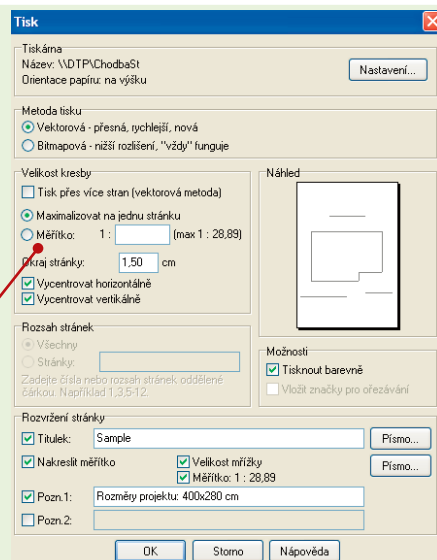 Tisk
Tiskárna
Název: \\DTP\ChodbaSt
Nastavení...
Orientace papíru: na výšku
Metoda tisku
Vektorová - přesná, rychlejší, nová
Bitmapová - nižší rozlišení, "vždy" funguje
Velikost kresby
Tisk přes více stran (vektorová metoda)
Maximalizovat na jednu stránku
Měřítko: 1 : (max 1 : 28,89)
Okraj stránky: 1,50 cm
Vycentrovat horizontálně
Vycentrovat vertikálně
Náhled
Rozsah stránek
Všechny
Stránky:
Zadejte čísla nebo rozsah stránek oddělené
čárkou. Například 1,3,5-12.
Možnosti
Tisknout barevně
Vložit značky pro ořezávání
Rozvržení stránky
Titulek: Sample Písmo...
Nakreslit měřítko Velikost mřížky Písmo...
Měřítko: 1 : 28,89
Pozn.1: Rozměry projektu: 400x280 cm
Pozn.2:
OK Storno Nápověda